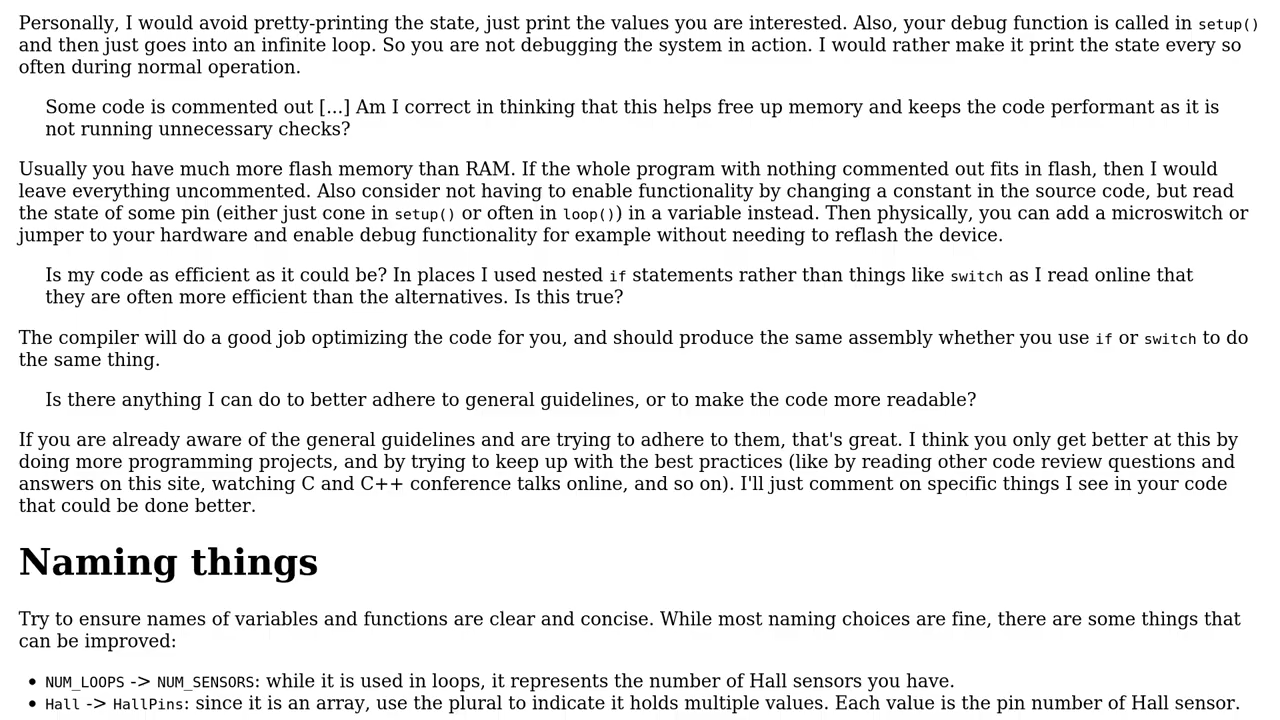 Personally, I would avoid pretty-printing the state, just print the values you are interested. Also, your debug function is called in setup()
and then just goes into an infinite loop. So you are not debugging the system in action. I would rather make it print the state every so
often during normal operation.
Some code is commented out [...] Am I correct in thinking that this helps free up memory and keeps the code performant as it is
not running unnecessary checks?
Usually you have much more flash memory than RAM. If the whole program with nothing commented out fits in flash, then I would
leave everything uncommented. Also consider not having to enable functionality by changing a constant in the source code, but read
the state of some pin (either just cone in setup() or often in loop()) in a variable instead. Then physically, you can add a microswitch or
jumper to your hardware and enable debug functionality for example without needing to reflash the device.
Is my code as efficient as it could be? In places I used nested if statements rather than things like switch as I read online that
they are often more efficient than the alternatives. Is this true?
The compiler will do a good job optimizing the code for you, and should produce the same assembly whether you use if or switch to do
the same thing.
Is there anything I can do to better adhere to general guidelines, or to make the code more readable?
If you are already aware of the general guidelines and are trying to adhere to them, that's great. I think you only get better at this by
doing more programming projects, and by trying to keep up with the best practices (like by reading other code review questions and
answers on this site, watching C and C++ conference talks online, and so on). I'll just comment on specific things I see in your code
that could be done better.
Naming things
Try to ensure names of variables and functions are clear and concise. While most naming choices are fine, there are some things that
can be improved:
• NUM_LOOPS -> NUM_SENSORS: while it is used in loops, it represents the number of Hall sensors you have.
• Hall -> HallPins: since it is an array, use the plural to indicate it holds multiple values. Each value is the pin number of Hall sensor.